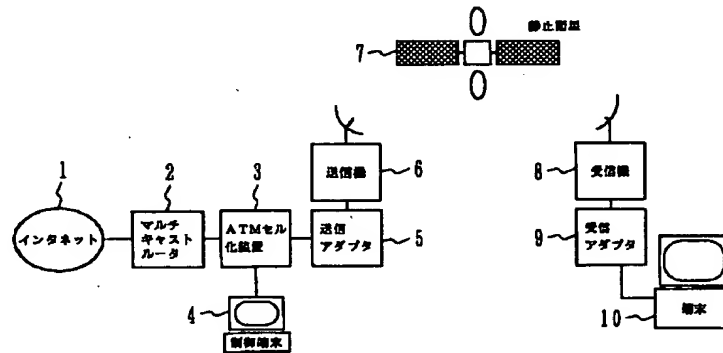 静止衛星
7
1
2
3
送信機
6
8
受信機
インタネット
マルチ
キャスト
ルータ
ATMセル
化装置
送信
アダプタ
5
9
受信
アダプタ
4
制御端末
10
端末